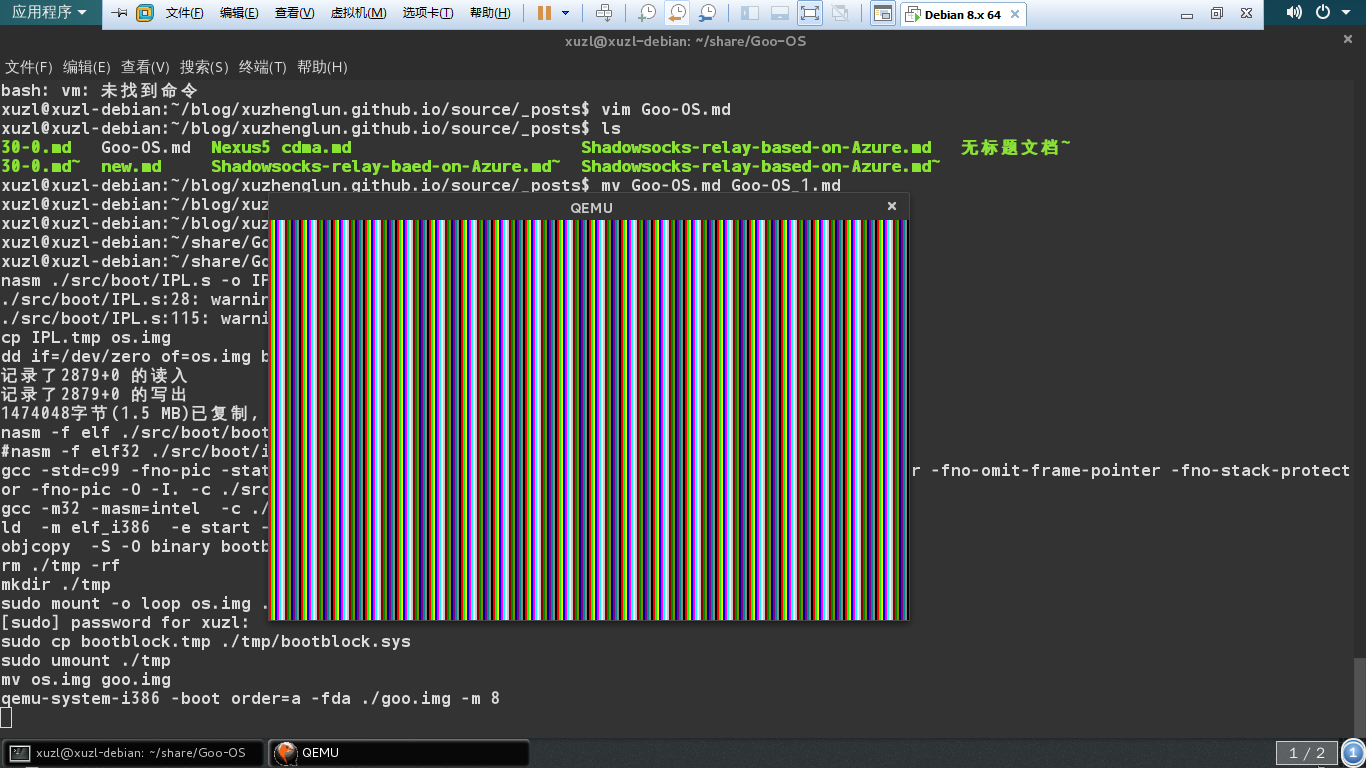 应用程序 文件(F) 编辑(E) 查看(V) 虚拟机(M) 选项卡(T) 帮助(H) Debian 8.x 64
xuzl@xuzl-debian: ~/share/Goo-OS
文件(F) 编辑(E) 查看(V) 搜索(S) 终端(T) 帮助(H)
bash: vm: 未找到命令
xuzl@xuzl-debian:~/blog/xuzhenglun.github.io/source/_posts$ vim Goo-OS.md
xuzl@xuzl-debian:~/blog/xuzhenglun.github.io/source/_posts$ ls
30-0.md Goo-OS.md Nexus5 cdma.md Shadowsocks-relay-based-on-Azure.md 无标题文档~
30-0.md~ new.md Shadowsocks-relay-baed-on-Azure.md~ Shadowsocks-relay-based-on-Azure.md~
xuzl@xuzl-debian:~/blog/xuzhenglun.github.io/source/_posts$ mv Goo-OS.md Goo-OS_1.md
xuzl@xuzl-debian:~/blog/xuz
QEMU
xuzl@xuzl-debian:~/blog/xuz
xuzl@xuzl-debian:~/share/Go
xuzl@xuzl-debian:~/share/Go
nasm ./src/boot/IPL.s -o IP
./src/boot/IPL.s:28: warnin
./src/boot/IPL.s:115: warni
cp IPL.tmp os.img
dd if=/dev/zero of=os.img b
记录了2879+0 的读入
记录了2879+0 的写出
1474048字节(1.5 MB)已复制,
nasm -f elf ./src/boot/boot
#nasm -f elf32 ./src/boot/i
gcc -std=c99 -fno-pic -stat r -fno-omit-frame-pointer -fno-stack-protect
or -fno-pic -O -I. -c ./src
gcc -m32 -masm=intel -c ./
ld -m elf_i386 -e start -
objcopy -S -O binary bootb
rm ./tmp -rf
mkdir ./tmp
sudo mount -o loop os.img .
[sudo] password for xuzl:
sudo cp bootblock.tmp ./tmp/bootblock.sys
sudo umount ./tmp
mv os.img goo.img
qemu-system-i386 -boot order=a -fda ./goo.img -m 8
xuzl@xuzl-debian: ~/share/Goo-OS QEMU 1 / 2 1